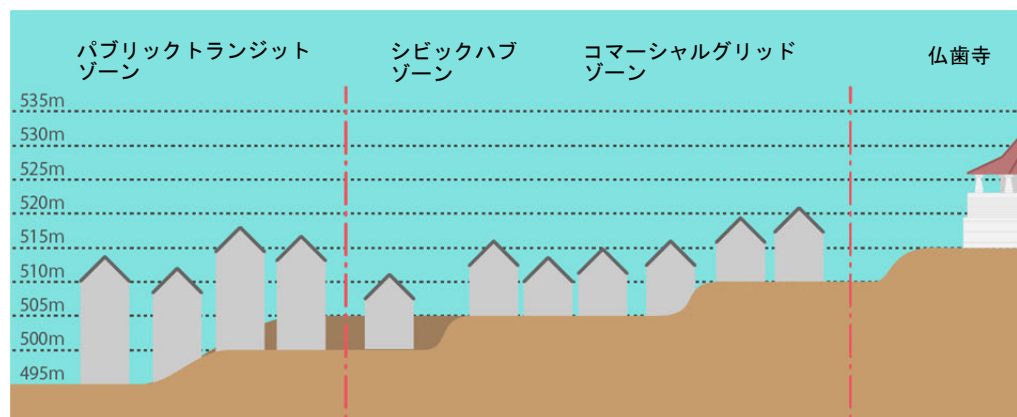 パブリックトランジット
ゾーン
シビックハブ
ゾーン
コマーシャルグリッド
ゾーン
仏歯寺
535m
530m
525m
520m
515m
510m
505m
500m
495m